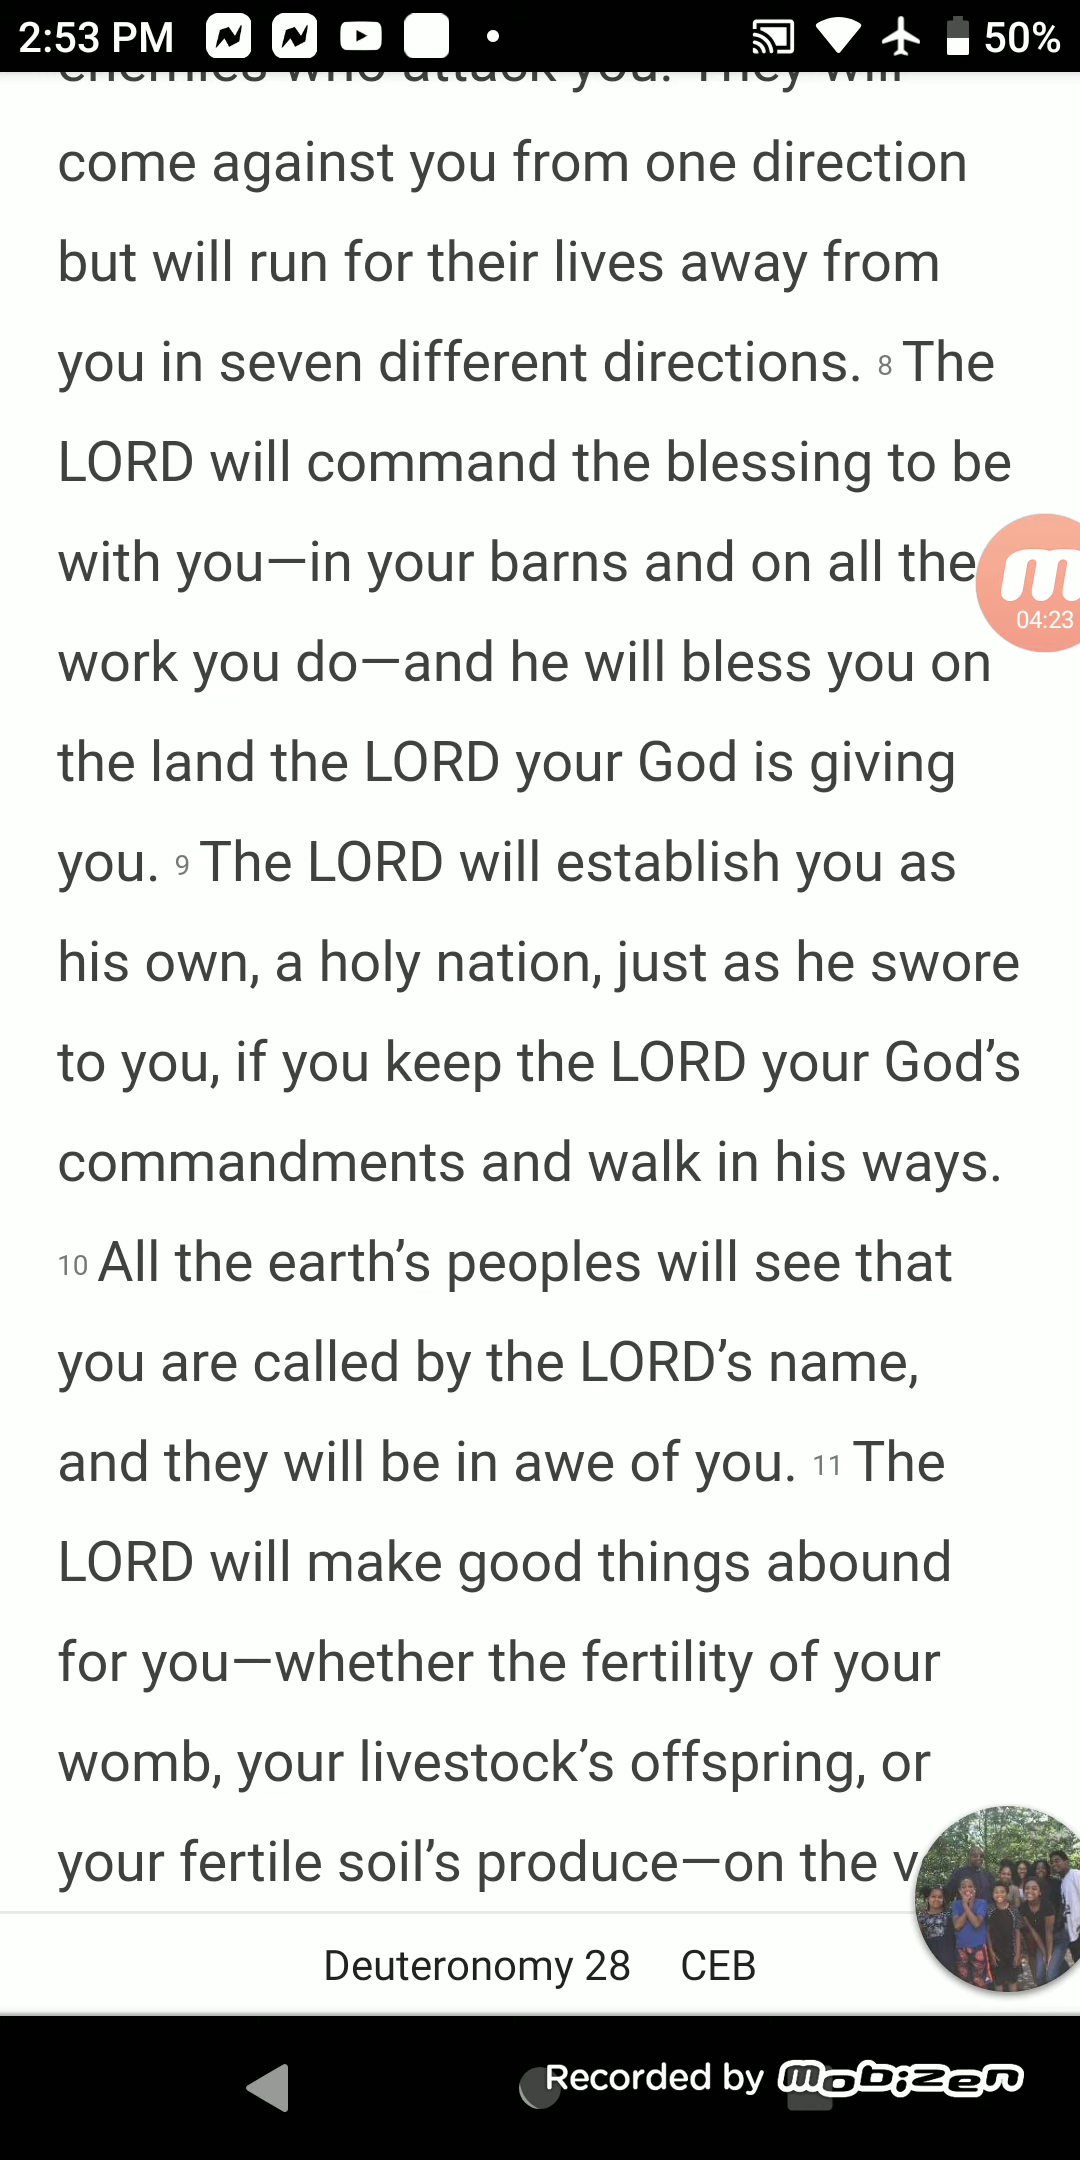 2:53 PM 50%
enemies who attack you. They will
come against you from one direction
but will run for their lives away from
you in seven different directions. 8 The
LORD will command the blessing to be
with you—in your barns and on all the
04:23
work you do—and he will bless you on
the land the LORD your God is giving
you. 9 The LORD will establish you as
his own, a holy nation, just as he swore
to you, if you keep the LORD your God’s
commandments and walk in his ways.
10 All the earth’s peoples will see that
you are called by the LORD’s name,
and they will be in awe of you. 11 The
LORD will make good things abound
for you—whether the fertility of your
womb, your livestock’s offspring, or
your fertile soil’s produce—on the
Deuteronomy 28 CEB
Recorded by mobizen